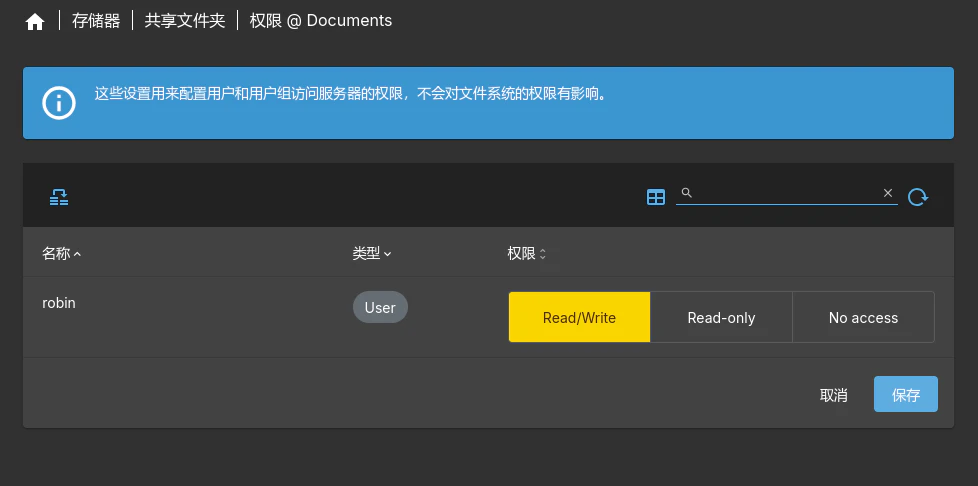 存储器 共享文件夹 权限 @ Documents
这些设置用来配置用户和用户组访问服务器的权限，不会对文件系统的权限有影响。
名称 类型 权限
robin User Read/Write Read-only No access
取消 保存